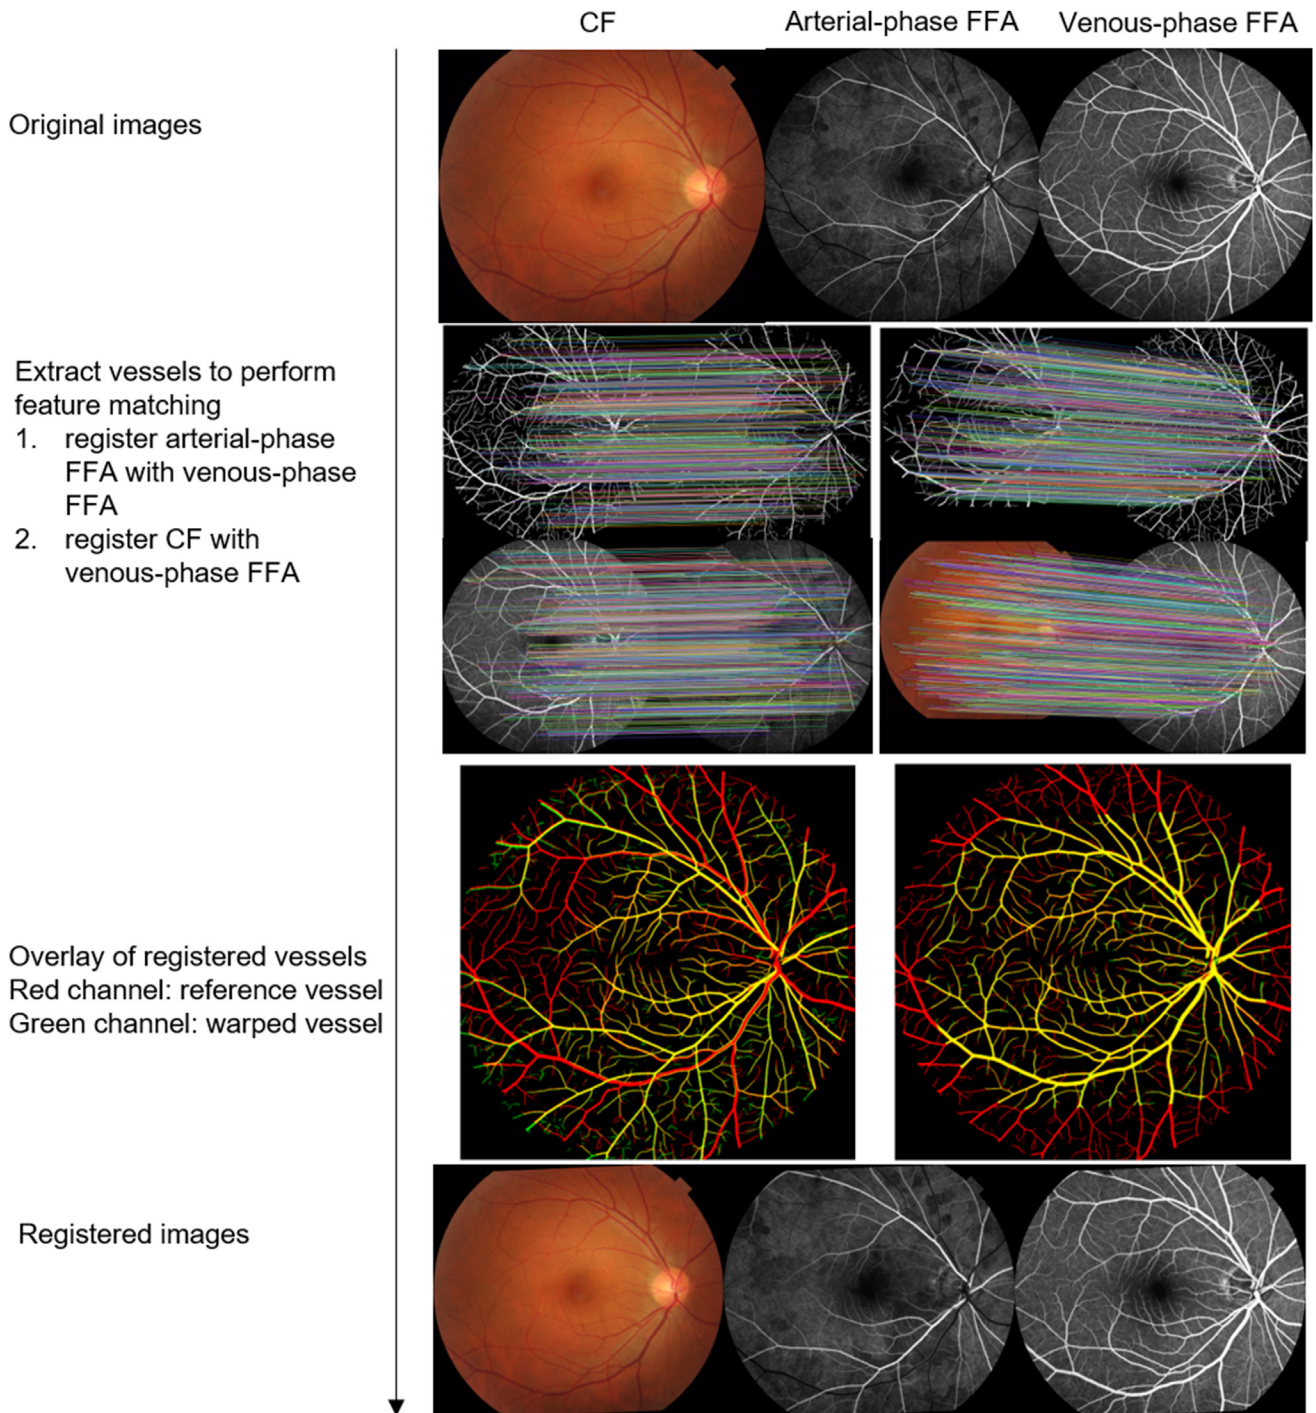 CF
Arterial-phase FFA
Venous-phase FFA
Original images
Extract vessels to perform
feature matching
1. register arterial-phase
FFA with venous-phase
FFA
2. register CF with
venous-phase FFA
Overlay of registered vessels
Red channel: reference vessel
Green channel: warped vessel
Registered images